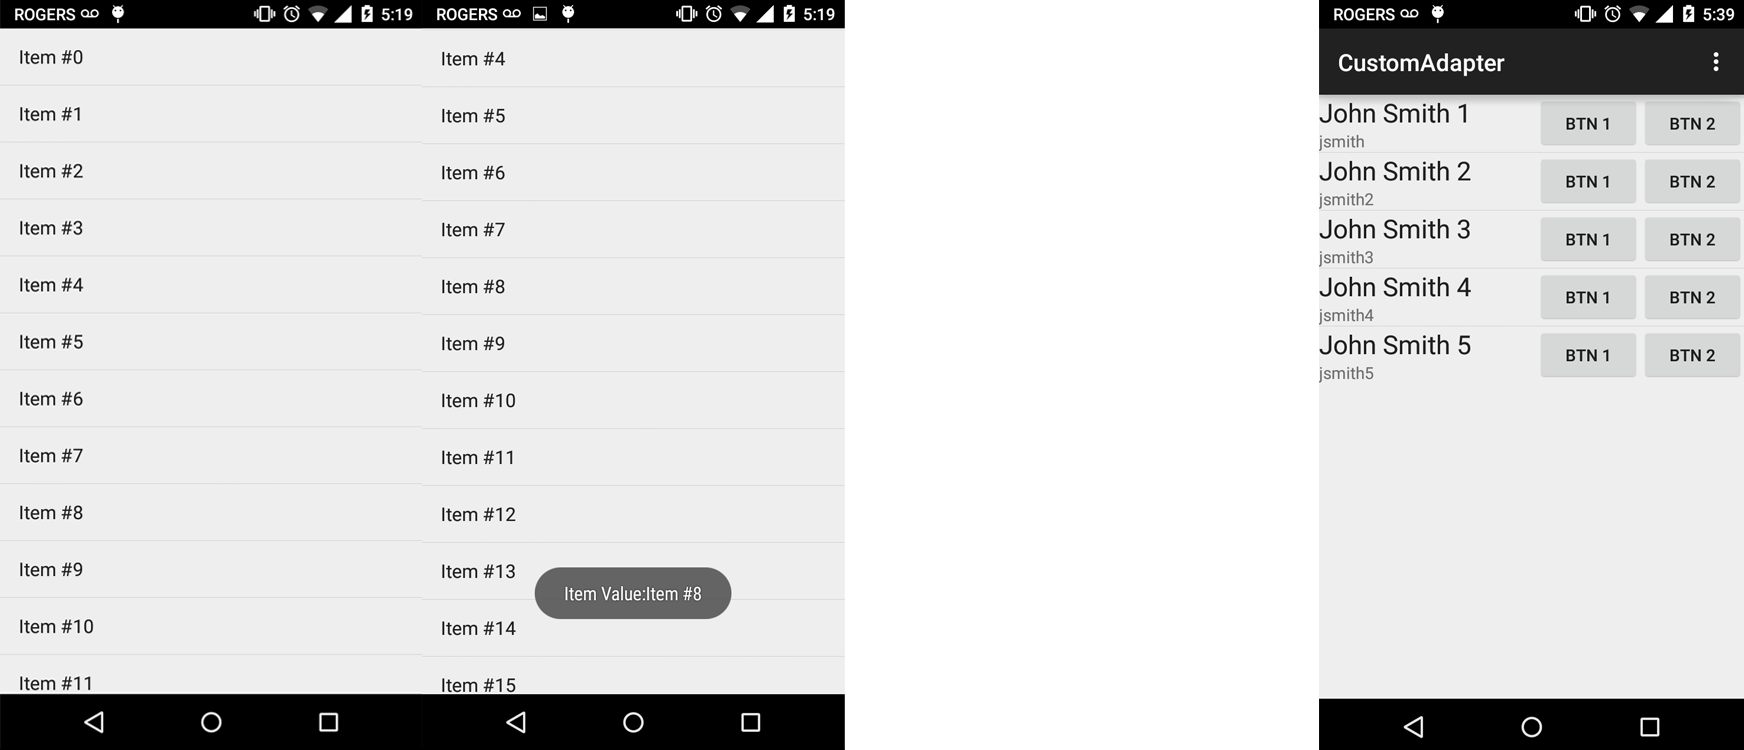 ROGERS 5:19
Item #0
Item #1
Item #2
Item #3
Item #4
Item #5
Item #6
Item #7
Item #8
Item #9
Item #10
Item #11
ROGERS 5:19
Item #4
Item #5
Item #6
Item #7
Item #8
Item #9
Item #10
Item #11
Item #12
Item #13
Item Value:Item #8
Item #14
Item #15
ROGERS 5:39
CustomAdapter
John Smith 1 BTN 1 BTN 2
jsmith
John Smith 2 BTN 1 BTN 2
jsmith2
John Smith 3 BTN 1 BTN 2
jsmith3
John Smith 4 BTN 1 BTN 2
jsmith4
John Smith 5 BTN 1 BTN 2
jsmith5